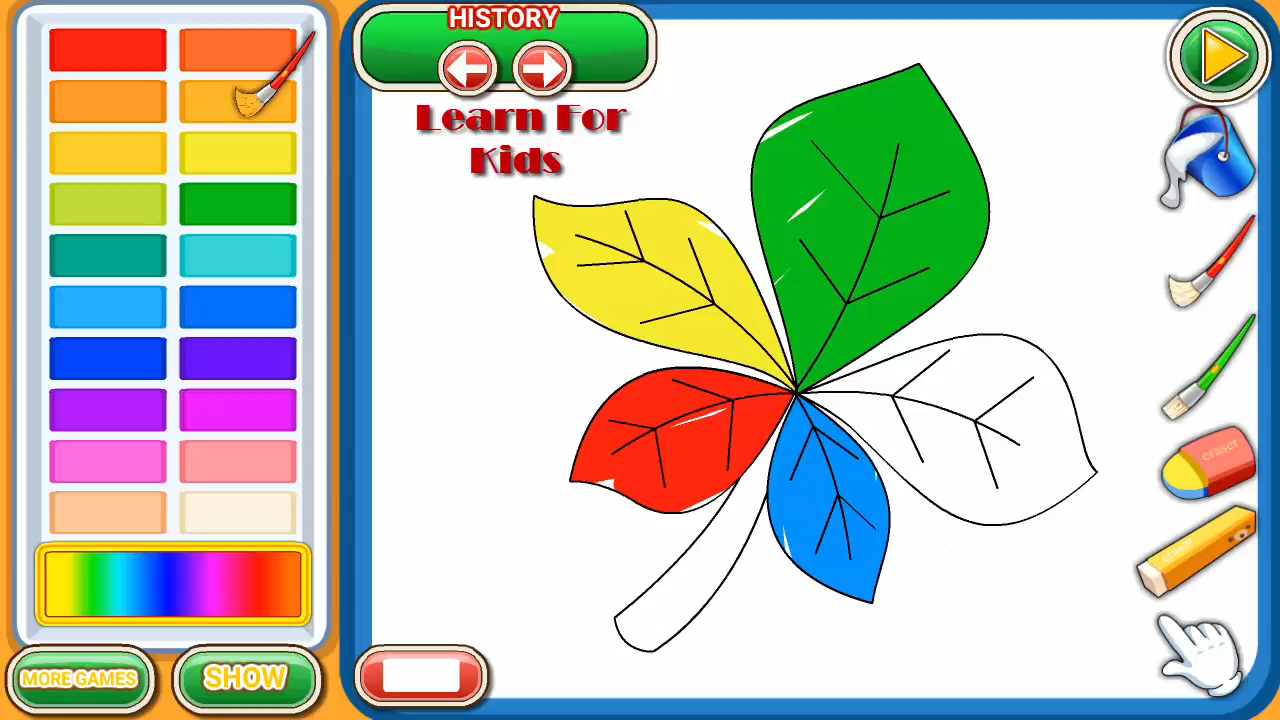 HISTORY
Learn For
Kids
eraser
MORE GAMES
SHOW